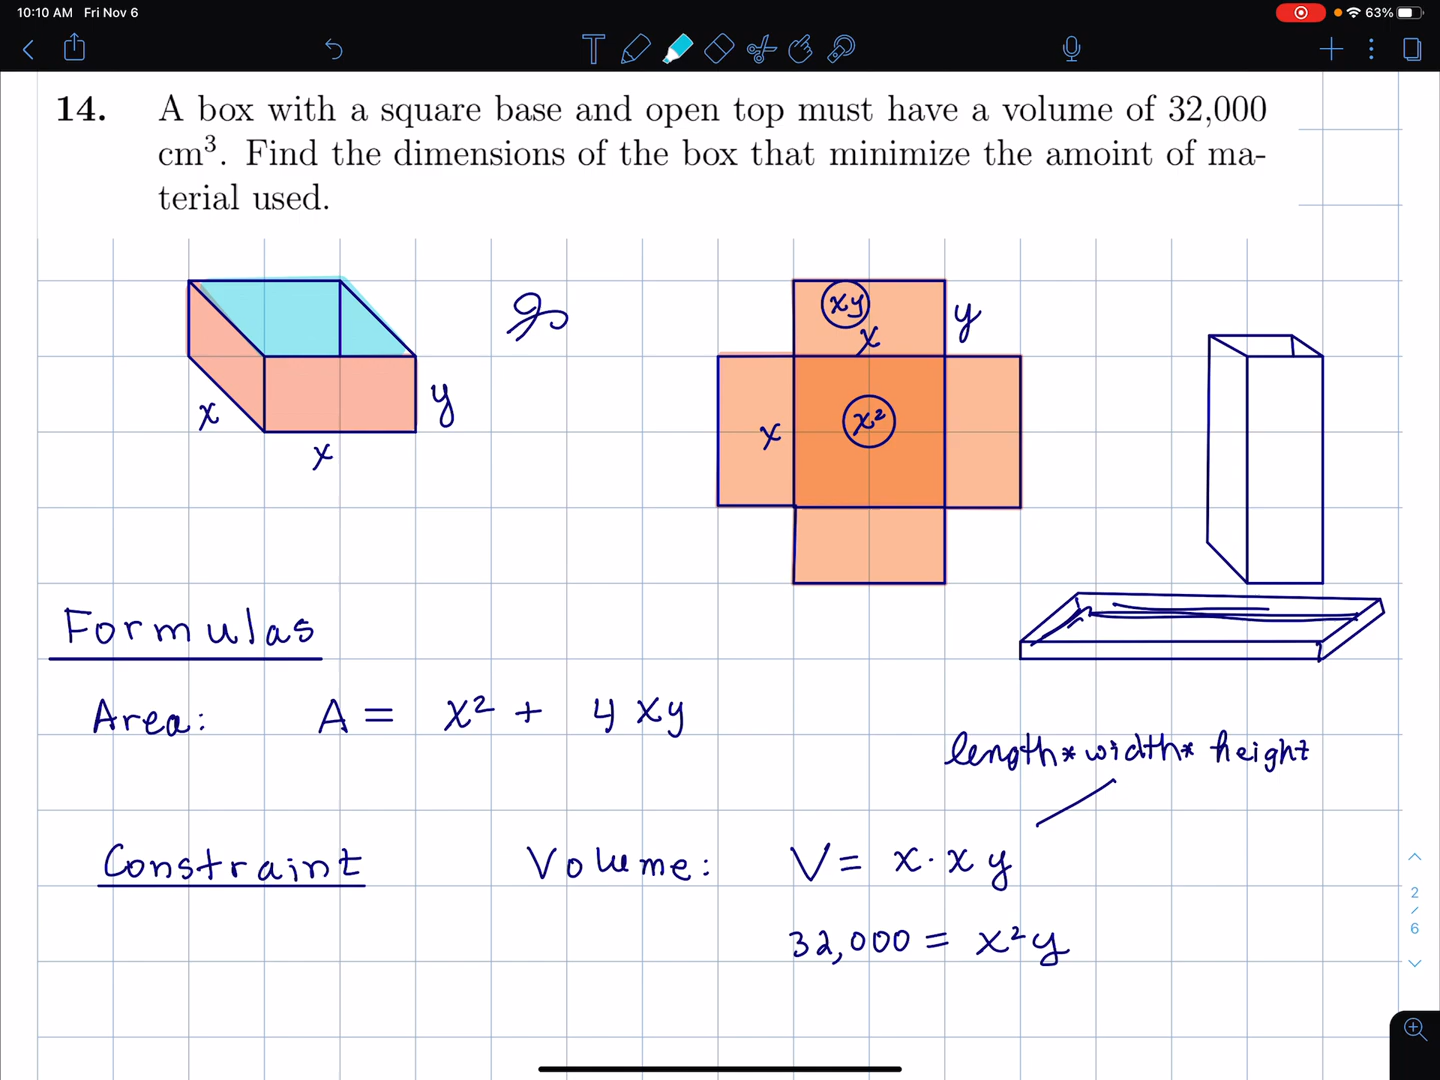 10:10 AM Fri Nov 6
63%
T
14. A box with a square base and open top must have a volume of 32,000
cm³. Find the dimensions of the box that minimize the amoint of ma-
terial used.
xy
y
x
x
y
x
x
x²
Formulas
Area: A = x² + 4xy
length*width*height
Constraint Volume: V = x·xy
32,000 = x²y
2
/
6